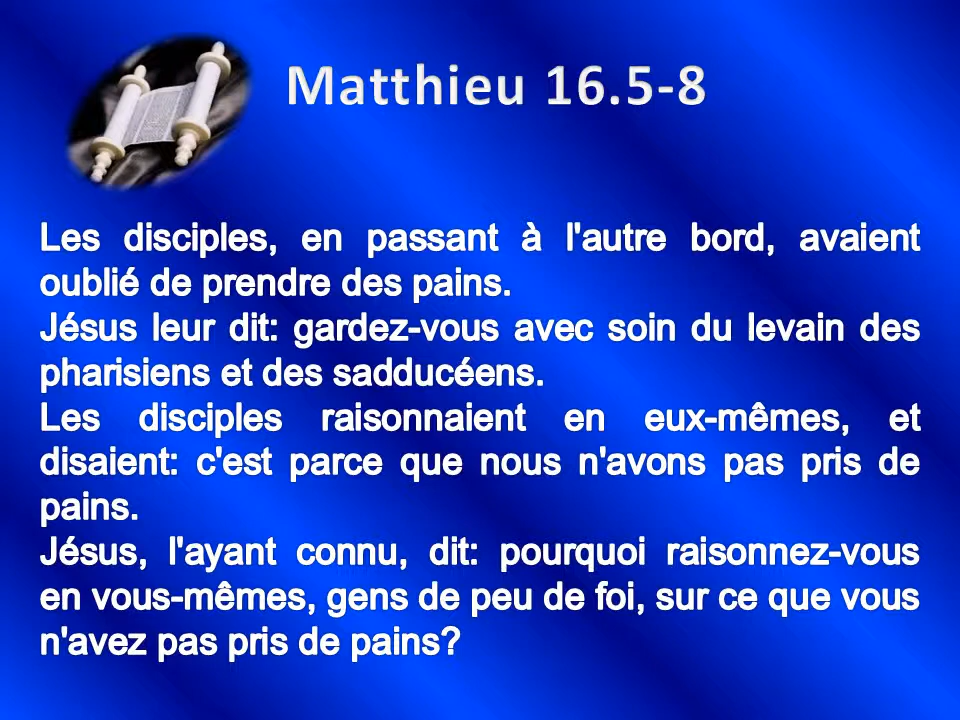 Matthieu 16.5-8
Les disciples, en passant à l'autre bord, avaient
oublié de prendre des pains.
Jésus leur dit: gardez-vous avec soin du levain des
pharisiens et des sadducéens.
Les disciples raisonnaient en eux-mêmes, et
disaient: c'est parce que nous n'avons pas pris de
pains.
Jésus, l'ayant connu, dit: pourquoi raisonnez-vous
en vous-mêmes, gens de peu de foi, sur ce que vous
n'avez pas pris de pains?